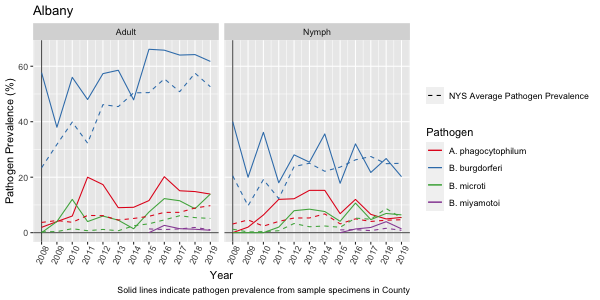 Albany
Adult
Nymph
Pathogen Prevalence (%)
60
40
20
0
2008 2009 2010 2011 2012 2013 2014 2015 2016 2017 2018 2019
2008 2009 2010 2011 2012 2013 2014 2015 2016 2017 2018 2019
Year
Solid lines indicate pathogen prevalence from sample specimens in County
NYS Average Pathogen Prevalence
Pathogen
A. phagocytophilum
B. burgdorferi
B. microti
B. miyamotoi